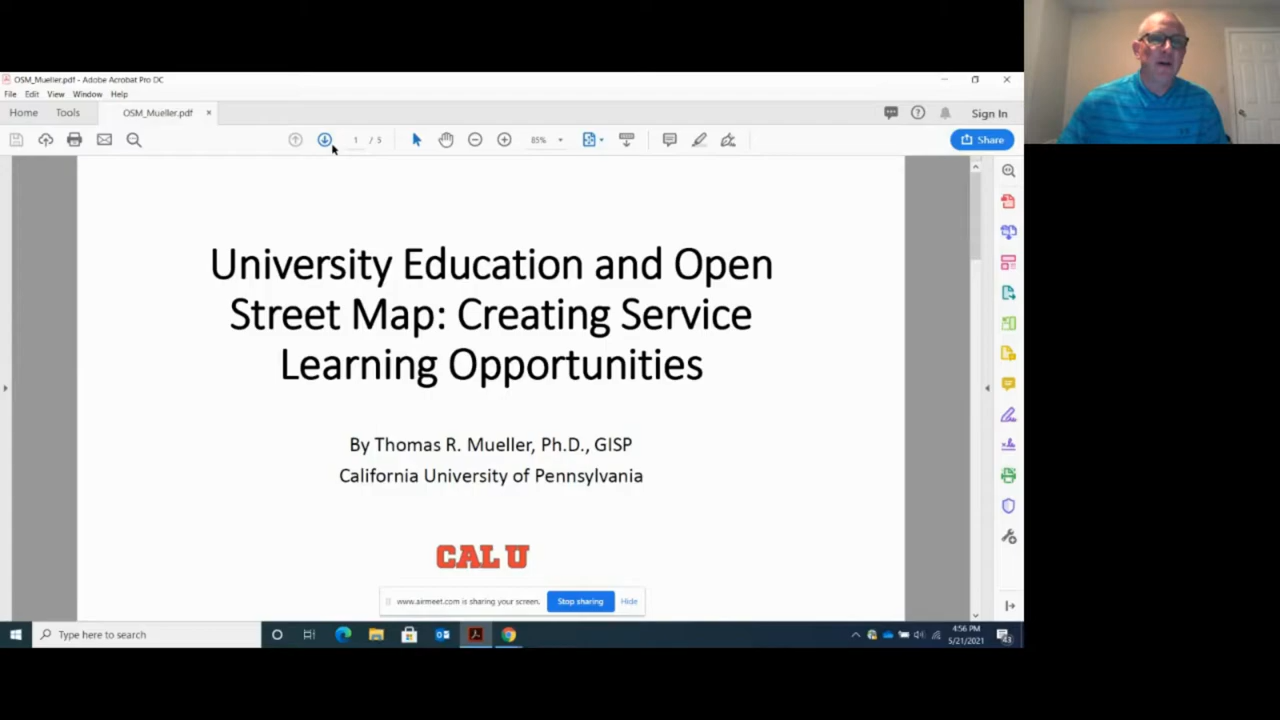 OSM_Mueller.pdf - Adobe Acrobat Pro DC
File Edit View Window Help
Home Tools OSM_Mueller.pdf × Sign In
1 / 5 85% Share
University Education and Open
Street Map: Creating Service
Learning Opportunities
By Thomas R. Mueller, Ph.D., GISP
California University of Pennsylvania
CAL U
www.airmeet.com is sharing your screen. Stop sharing Hide
Type here to search
4:56 PM
5/21/2021